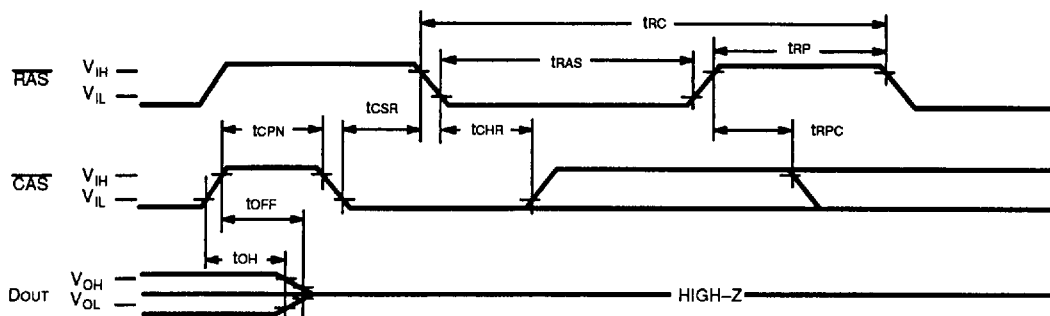 tRC
tRP
RAS
VIH
VIL
tRAS
tCSR
tCPN
tCHR
tRPC
CAS
VIH
VIL
tOFF
tOH
DOUT
VOH
VOL
HIGH–Z